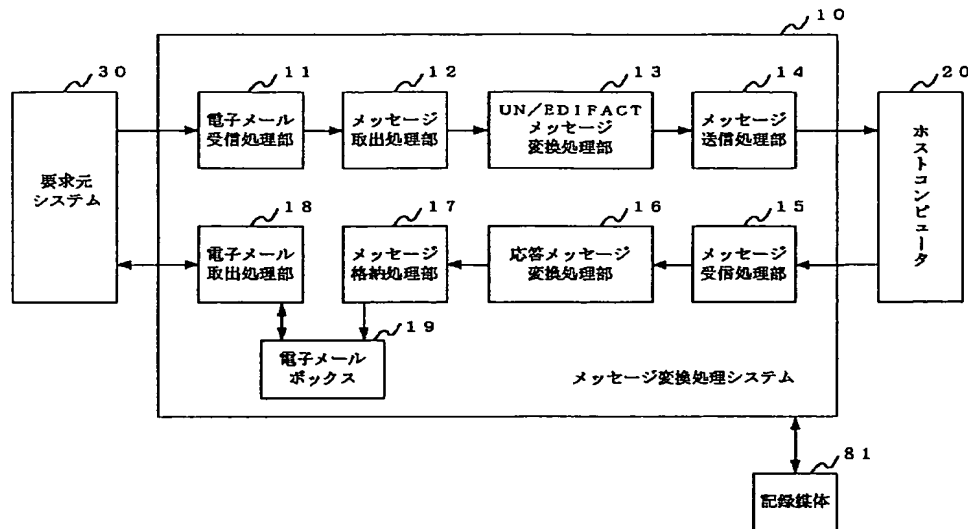 10
30
11
12
13
14
20
電子メール
受信処理部
メッセージ
取出処理部
UN/EDIFACT
メッセージ
変換処理部
メッセージ
送信処理部
要求元
システム
ホストコンピュータ
18
17
16
15
電子メール
取出処理部
メッセージ
格納処理部
応答メッセージ
変換処理部
メッセージ
受信処理部
19
電子メール
ボックス
メッセージ変換処理システム
81
記録媒体